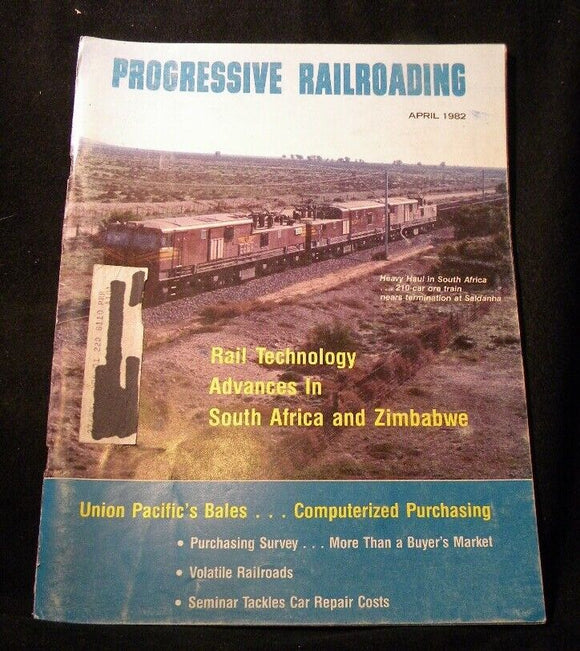 PROGRESSIVE RAILROADING
APRIL 1982
Heavy Haul in South Africa
. . . 210-car ore train
nears termination at Saldanha
Rail Technology
Advances In
South Africa and Zimbabwe
Union Pacific's Bales . . . Computerized Purchasing
• Purchasing Survey . . . More Than a Buyer's Market
• Volatile Railroads
• Seminar Tackles Car Repair Costs